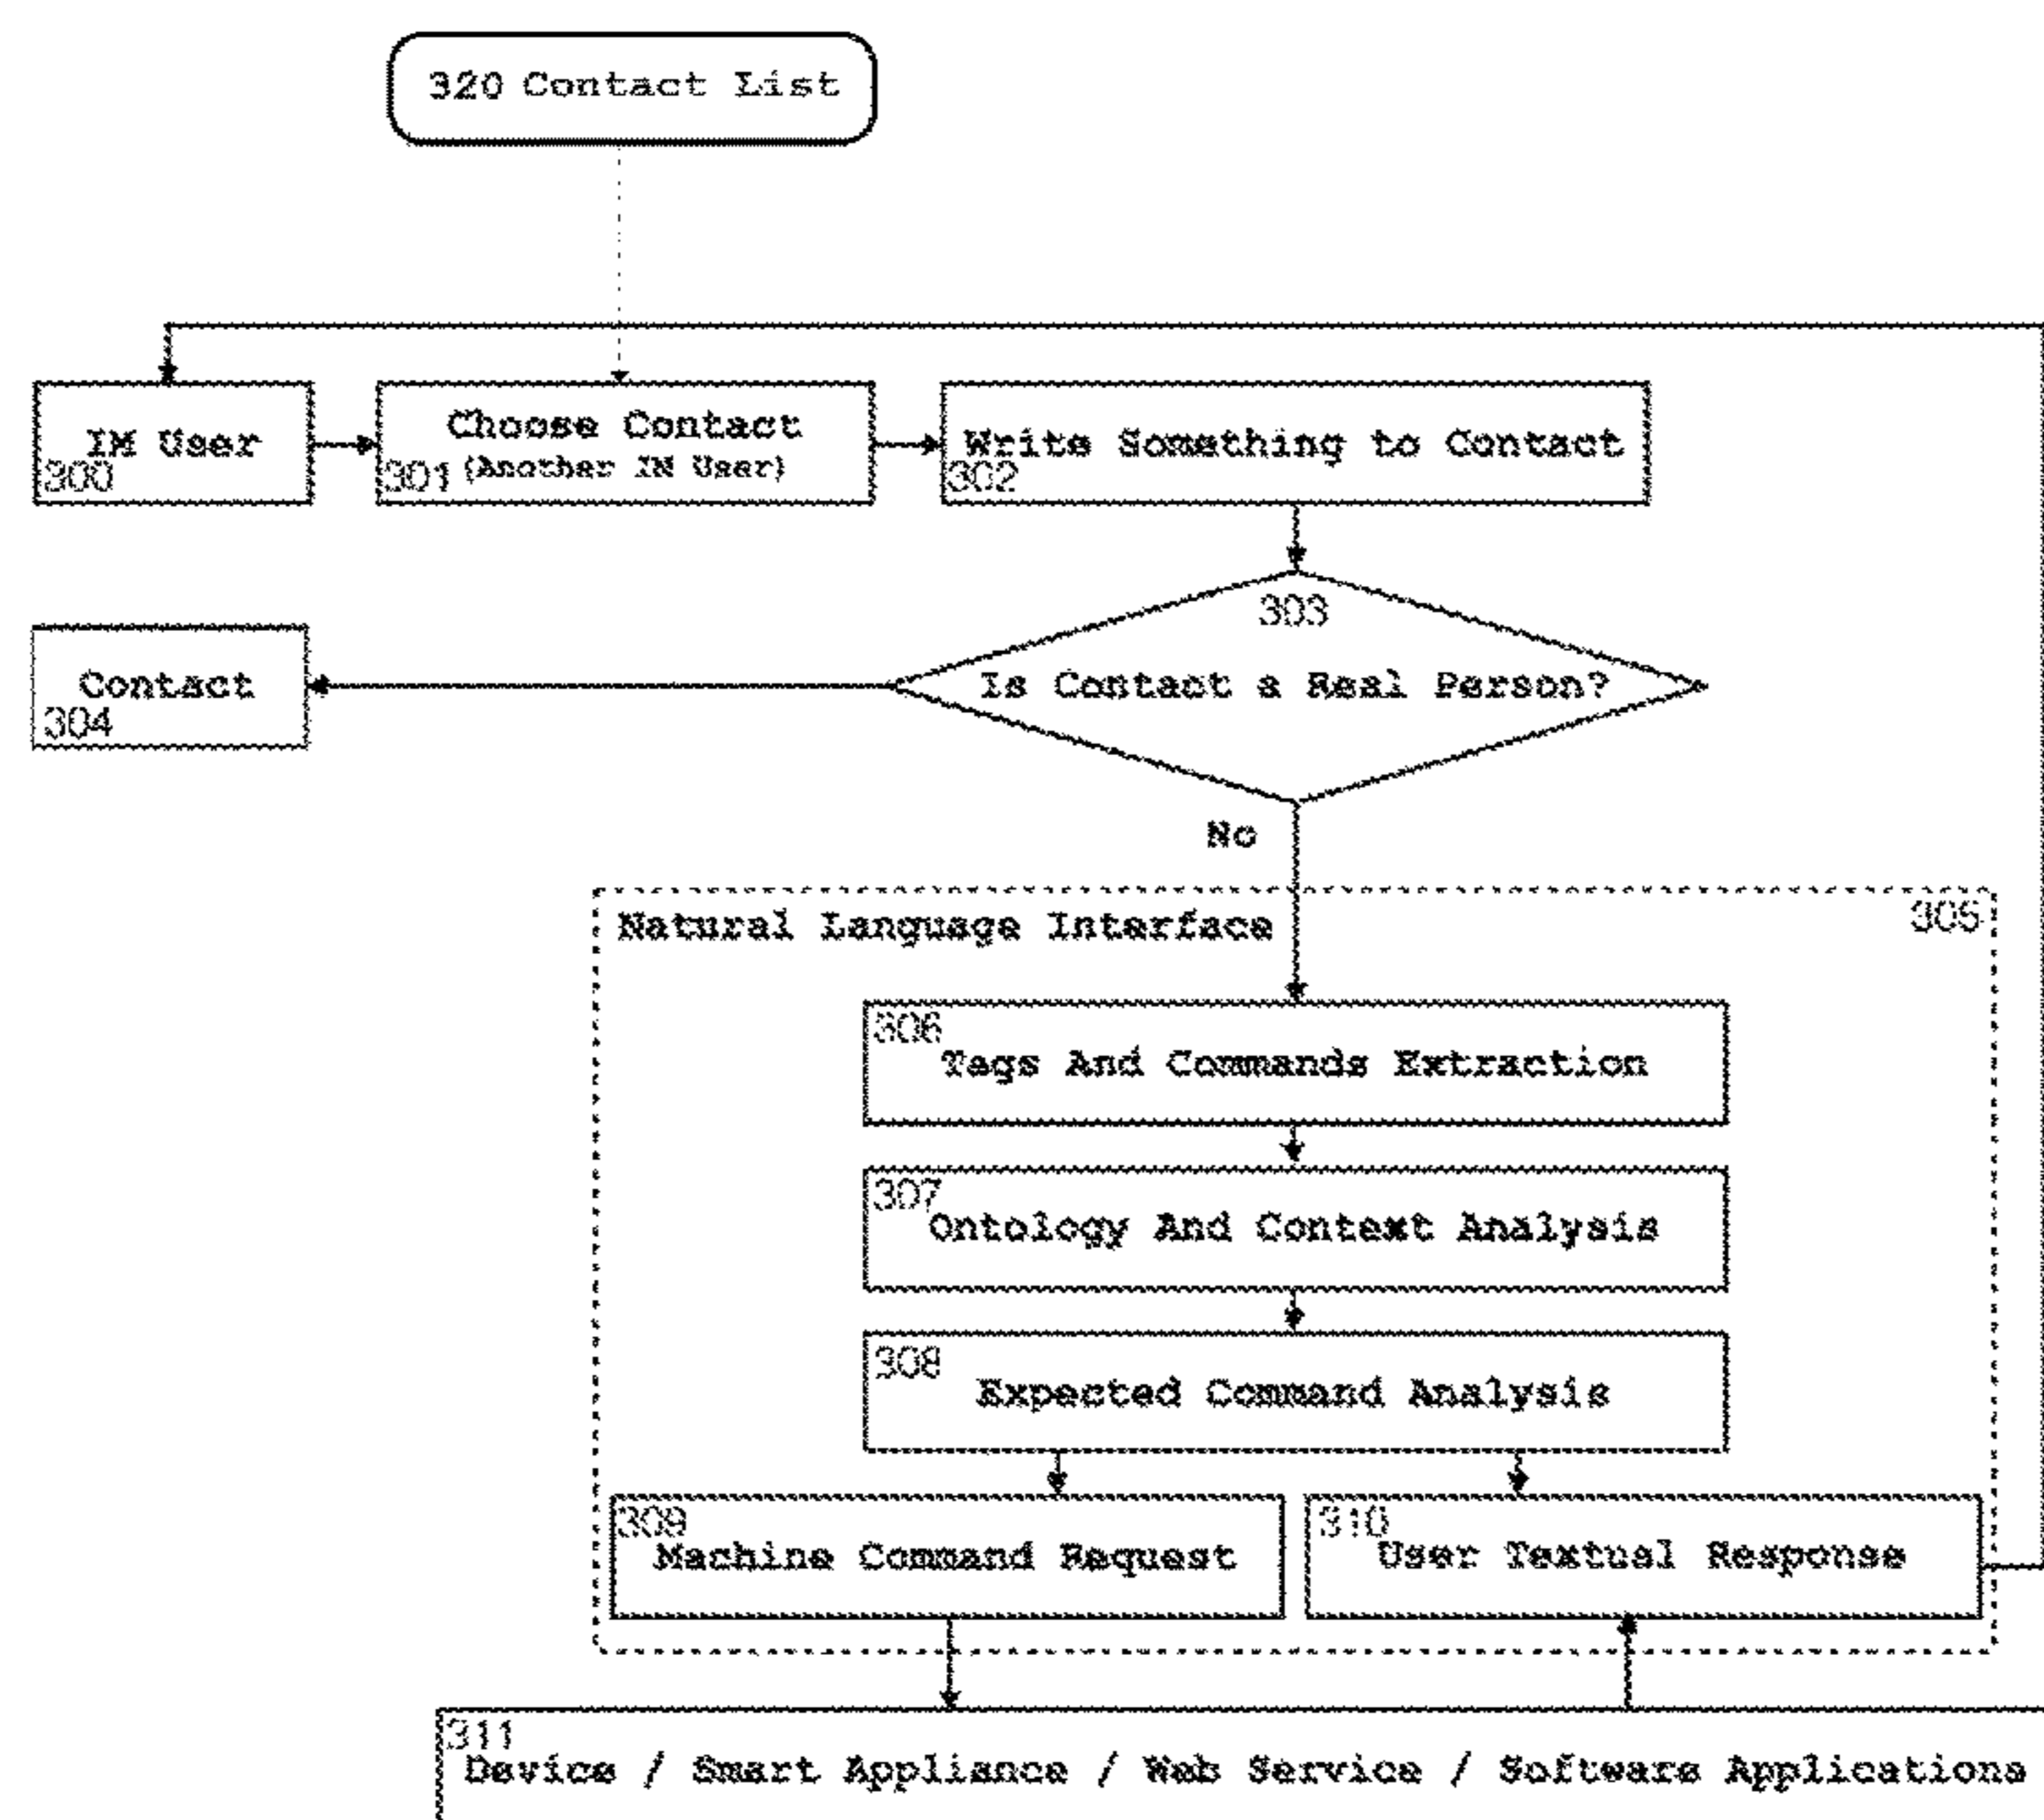 320 Contact List
IM User
300
Choose Contact
301 (Another IM User)
Write Something to Contact
302
303
Is Contact a Real Person?
Contact
304
No
Natural Language Interface
305
306
Tags And Commands Extraction
307
Ontology And Context Analysis
308
Expected Command Analysis
309
Machine Command Request
310
User Textual Response
311
Device / Smart Appliance / Web Service / Software Applications